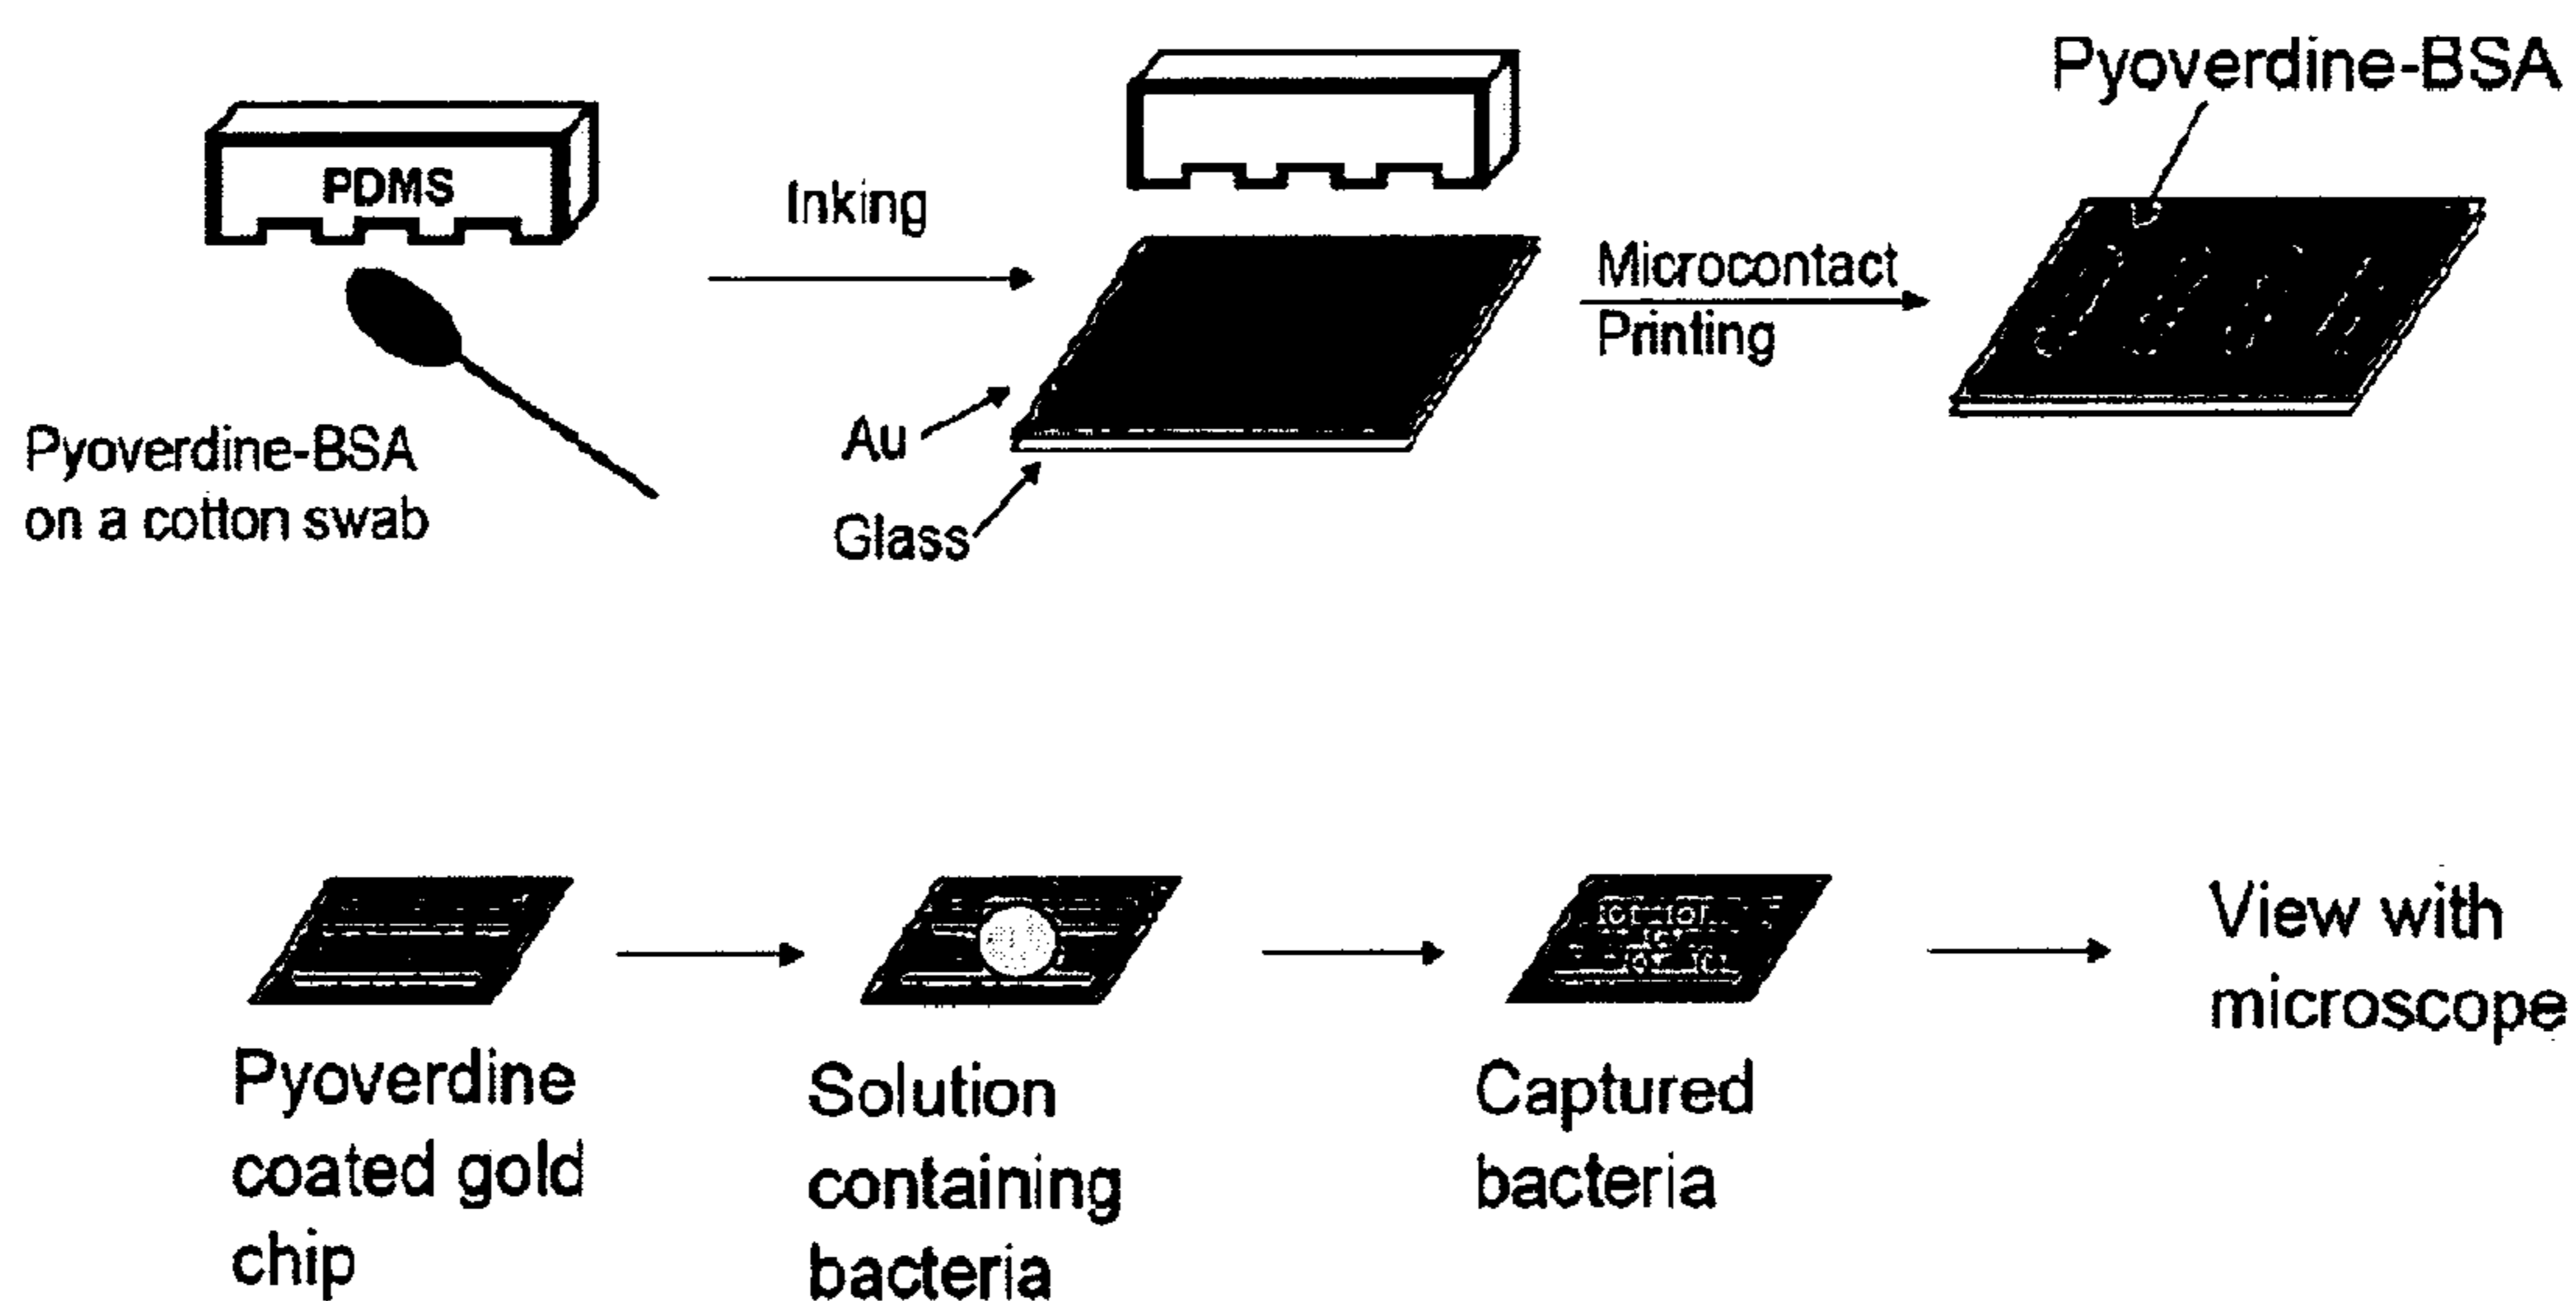 Pyoverdine-BSA
PDMS
Inking
Microcontact
Printing
Au
Glass
Pyoverdine-BSA
on a cotton swab
Pyoverdine
coated gold
chip
Solution
containing
bacteria
Captured
bacteria
View with
microscope